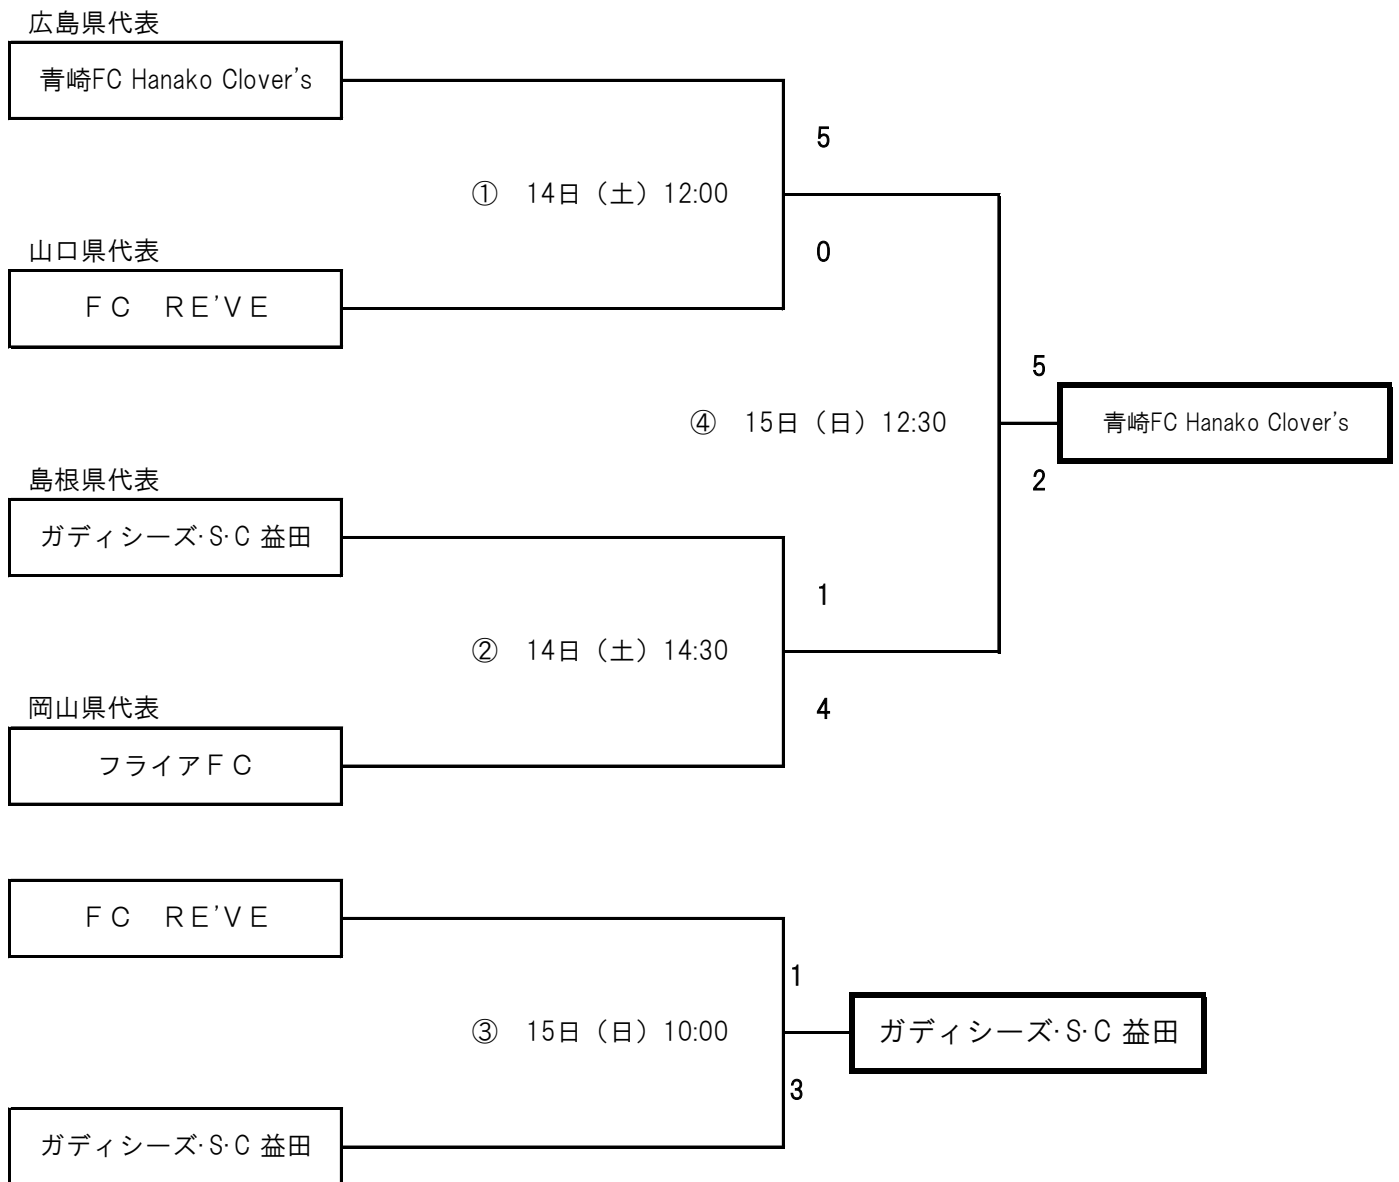 広島県代表
青崎FC Hanako Clover's
5
①　14日（土）12:00
山口県代表
0
ＦＣ　ＲＥ'ＶＥ
5
④　15日（日）12:30
青崎FC Hanako Clover's
島根県代表
2
ガディシーズ・S・C 益田
1
②　14日（土）14:30
岡山県代表
4
フライアＦＣ
ＦＣ　ＲＥ'ＶＥ
1
③　15日（日）10:00
ガディシーズ・S・C 益田
3
ガディシーズ・S・C 益田